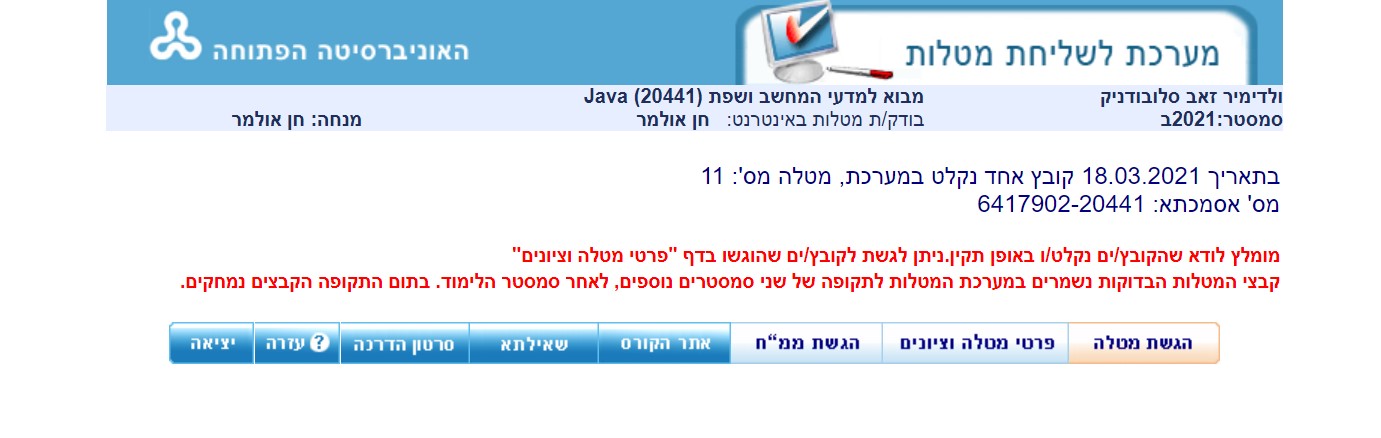 מערכת לשליחת מטלות
האוניברסיטה הפתוחה
ולדימיר זאב סלובודניק
מבוא למדעי המחשב ושפת Java (20441)
סמסטר:2021ב
בודק/ת מטלות באינטרנט: חן אולמר
מנחה: חן אולמר
בתאריך 18.03.2021 קובץ אחד נקלט במערכת, מטלה מס': 11
מס' אסמכתא: 6417902-20441
מומלץ לודא שהקובץ/ים נקלט/ו באופן תקין.ניתן לגשת לקובץ/ים שהוגשו בדף "פרטי מטלה וציונים"
קבצי המטלות הבדוקות נשמרים במערכת המטלות לתקופה של שני סמסטרים נוספים, לאחר סמסטר הלימוד. בתום התקופה הקבצים נמחקים.
הגשת מטלה פרטי מטלה וציונים הגשת ממ“ח אתר הקורס שאילתא סרטון הדרכה עזרה ? יציאה